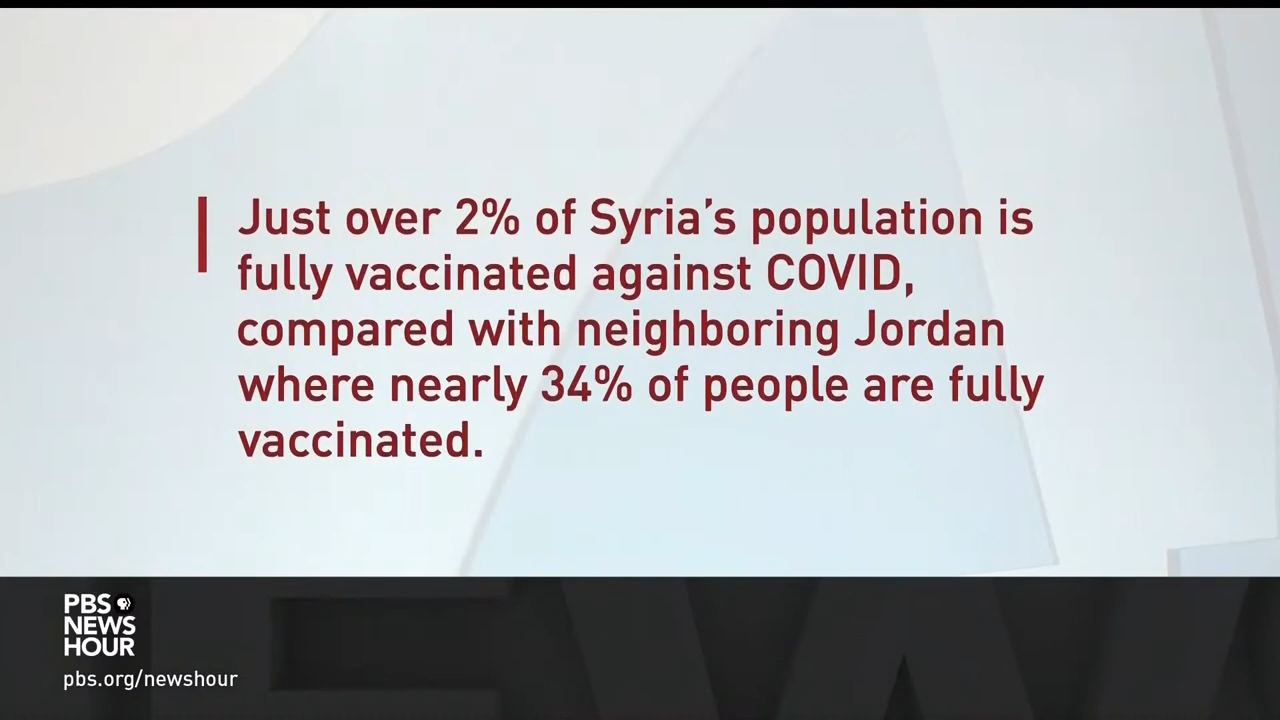 Just over 2% of Syria's population is
fully vaccinated against COVID,
compared with neighboring Jordan
where nearly 34% of people are fully
vaccinated.
PBS
NEWS
HOUR
pbs.org/newshour